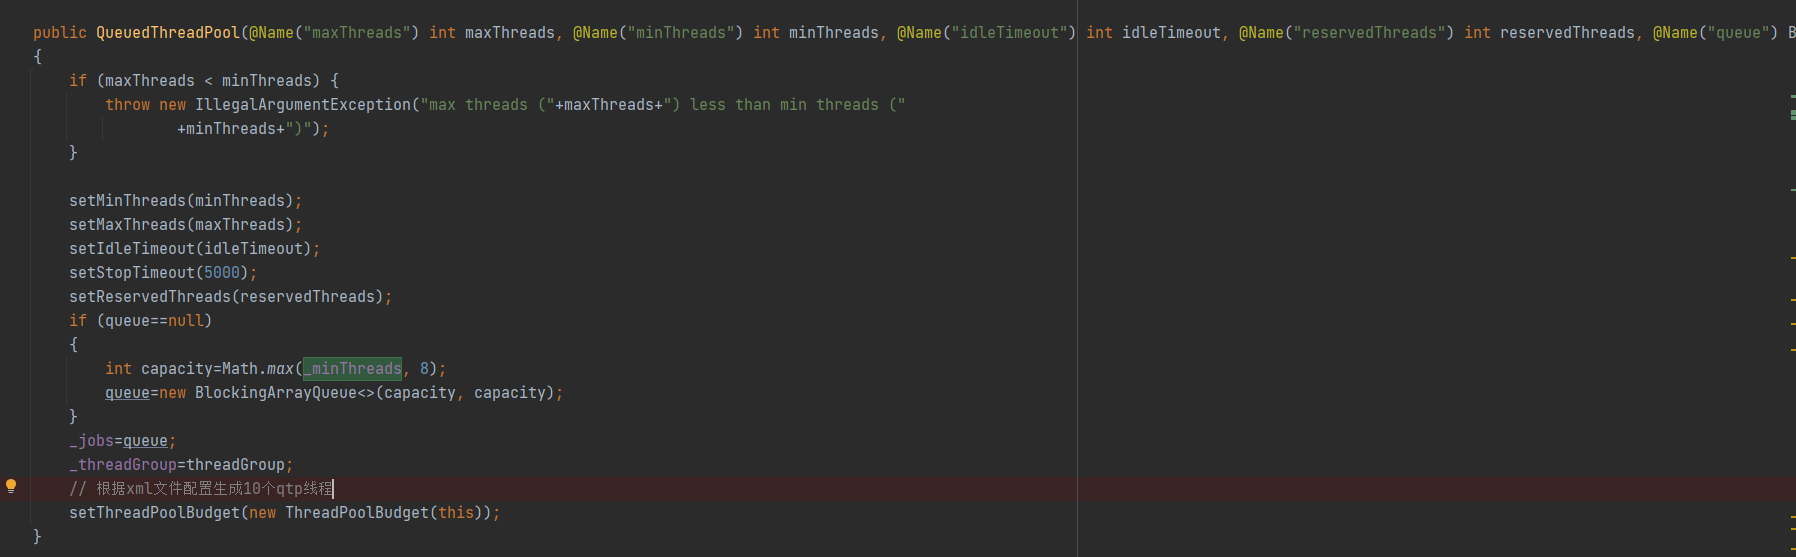 public QueuedThreadPool(@Name("maxThreads") int maxThreads, @Name("minThreads") int minThreads, @Name("idleTimeout") int idleTimeout, @Name("reservedThreads") int reservedThreads, @Name("queue") B
{
if (maxThreads < minThreads) {
throw new IllegalArgumentException("max threads ("+maxThreads+") less than min threads ("
+minThreads+")");
}
setMinThreads(minThreads);
setMaxThreads(maxThreads);
setIdleTimeout(idleTimeout);
setStopTimeout(5000);
setReservedThreads(reservedThreads);
if (queue==null)
{
int capacity=Math.max(_minThreads, 8);
queue=new BlockingArrayQueue<>(capacity, capacity);
}
_jobs=queue;
_threadGroup=threadGroup;
// 根据xml文件配置生成10个qtp线程
setThreadPoolBudget(new ThreadPoolBudget(this));
}